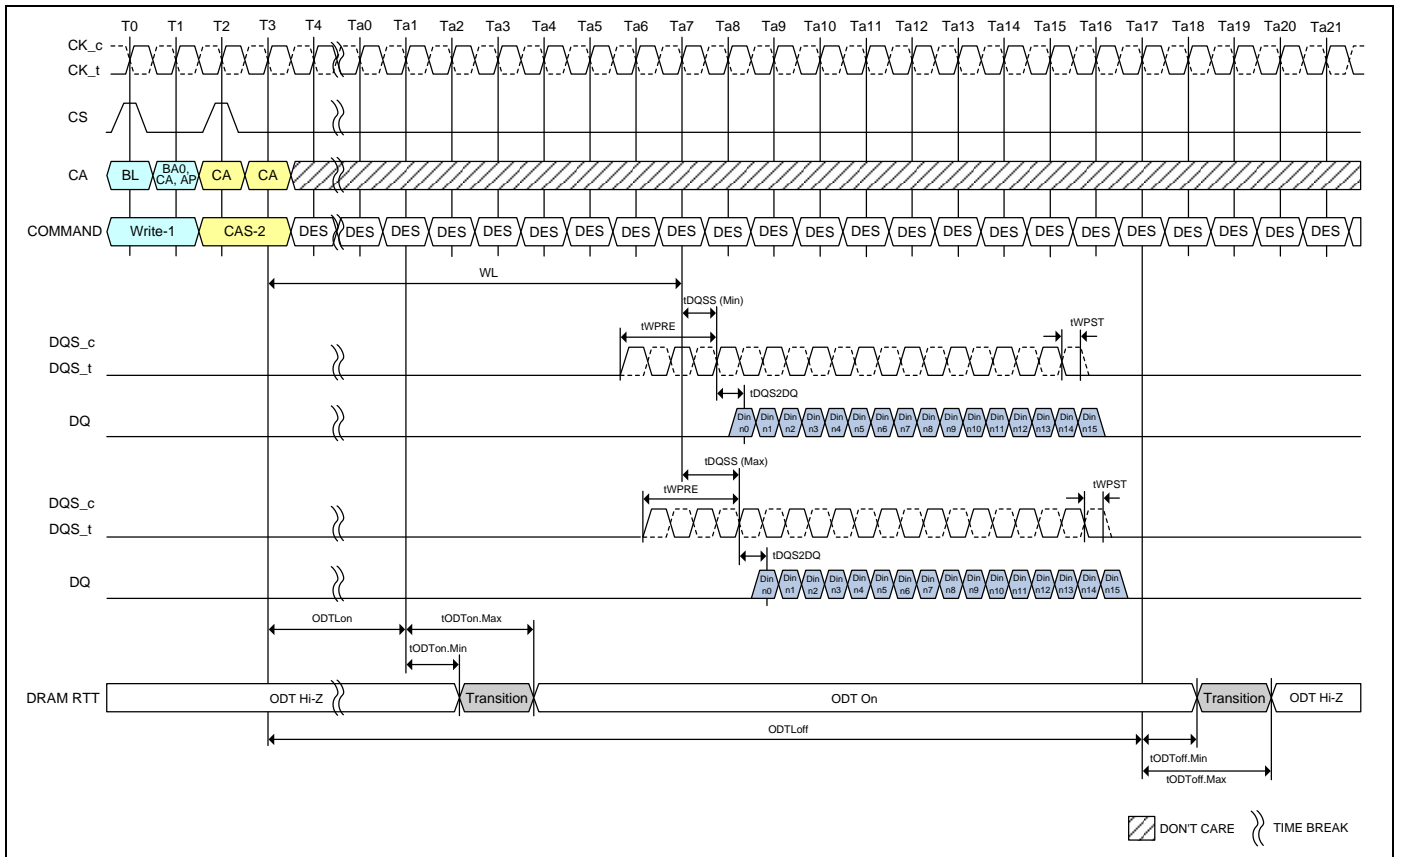 T0 T1 T2 T3 T4 Ta0 Ta1 Ta2 Ta3 Ta4 Ta5 Ta6 Ta7 Ta8 Ta9 Ta10 Ta11 Ta12 Ta13 Ta14 Ta15 Ta16 Ta17 Ta18 Ta19 Ta20 Ta21
CK_c
CK_t
CS
CA BL BA0, CA, AP CA CA
COMMAND Write-1 CAS-2 DES DES DES DES DES DES DES DES DES DES DES DES DES DES DES DES DES DES DES DES DES DES DES
WL
tDQSS (Min)
tWPRE tWPST
DQS_c
DQS_t
tDQS2DQ
DQ Din n0 Din n1 Din n2 Din n3 Din n4 Din n5 Din n6 Din n7 Din n8 Din n9 Din n10 Din n11 Din n12 Din n13 Din n14 Din n15
tDQSS (Max)
tWPRE tWPST
DQS_c
DQS_t
tDQS2DQ
DQ Din n0 Din n1 Din n2 Din n3 Din n4 Din n5 Din n6 Din n7 Din n8 Din n9 Din n10 Din n11 Din n12 Din n13 Din n14 Din n15
ODTLon tODTon.Max
tODTon.Min
DRAM RTT ODT Hi-Z Transition ODT On Transition ODT Hi-Z
ODTLoff
tODToff.Min
tODToff.Max
DON'T CARE TIME BREAK